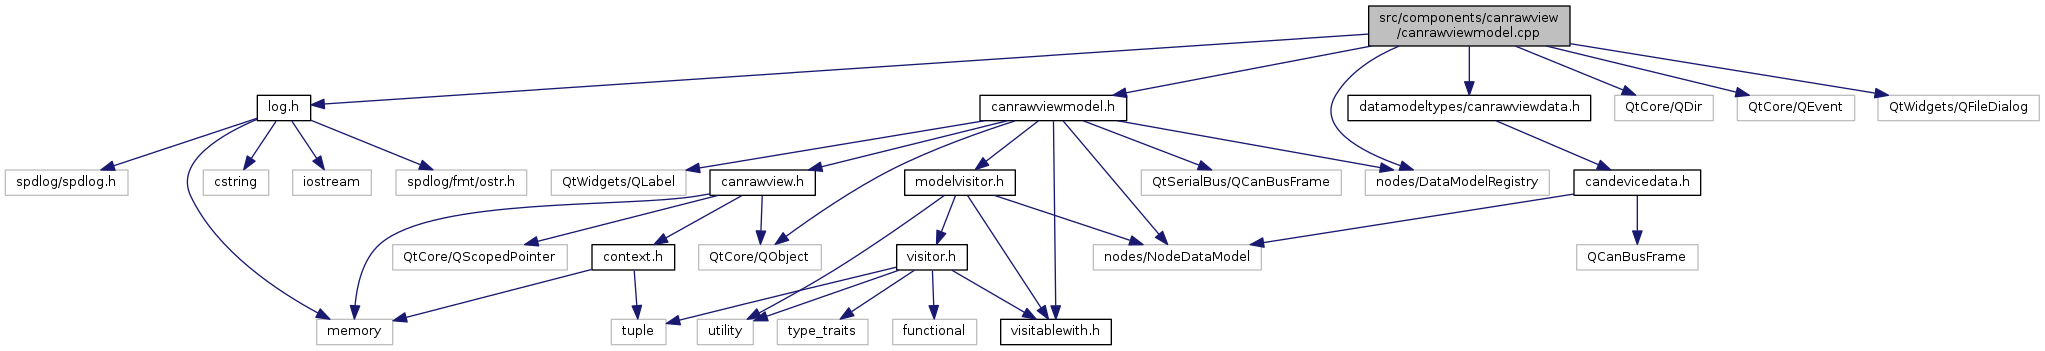 src/components/canrawview
/canrawviewmodel.cpp
log.h
canrawviewmodel.h
datamodeltypes/canrawviewdata.h
QtCore/QDir
QtCore/QEvent
QtWidgets/QFileDialog
spdlog/spdlog.h
cstring
iostream
spdlog/fmt/ostr.h
QtWidgets/QLabel
canrawview.h
modelvisitor.h
QtSerialBus/QCanBusFrame
nodes/DataModelRegistry
candevicedata.h
QtCore/QScopedPointer
context.h
QtCore/QObject
visitor.h
nodes/NodeDataModel
QCanBusFrame
memory
tuple
utility
type_traits
functional
visitablewith.h